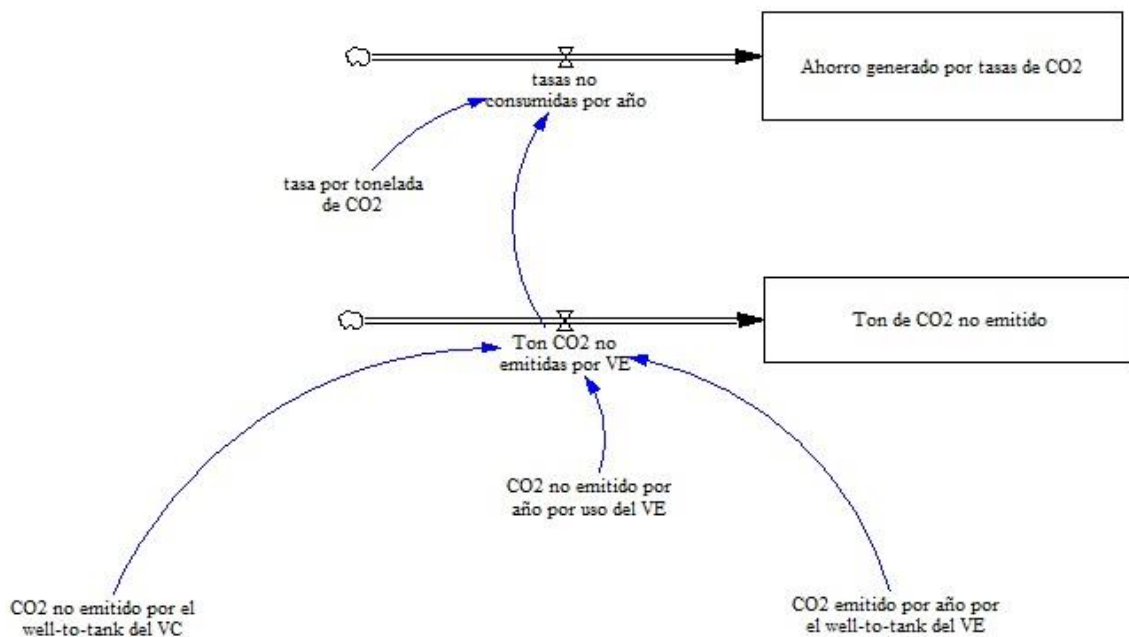 Ahorro generado por tasas de CO2
tasas no
consumidas por año
tasa por tonelada
de CO2
Ton de CO2 no emitido
Ton CO2 no
emitidas por VE
CO2 no emitido por
año por uso del VE
CO2 no emitido por el
well-to-tank del VC
CO2 emitido por año por
el well-to-tank del VE